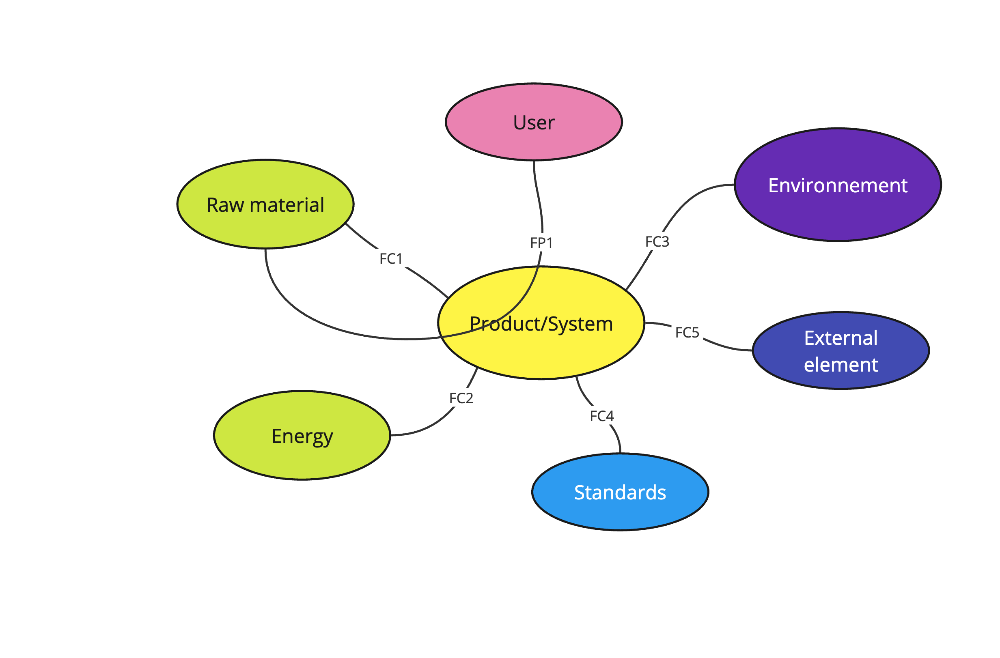 User
Environnement
Raw material
FP1
FC3
FC1
Product/System
FC5
External
element
FC2
FC4
Energy
Standards